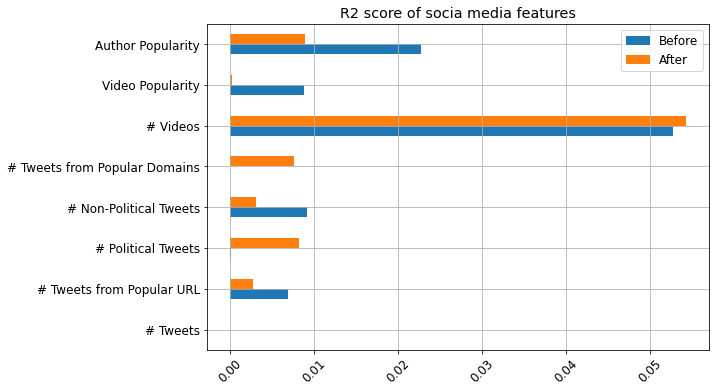 R2 score of socia media features
Before
After
Author Popularity
Video Popularity
# Videos
# Tweets from Popular Domains
# Non-Political Tweets
# Political Tweets
# Tweets from Popular URL
# Tweets
0.00
0.01
0.02
0.03
0.04
0.05